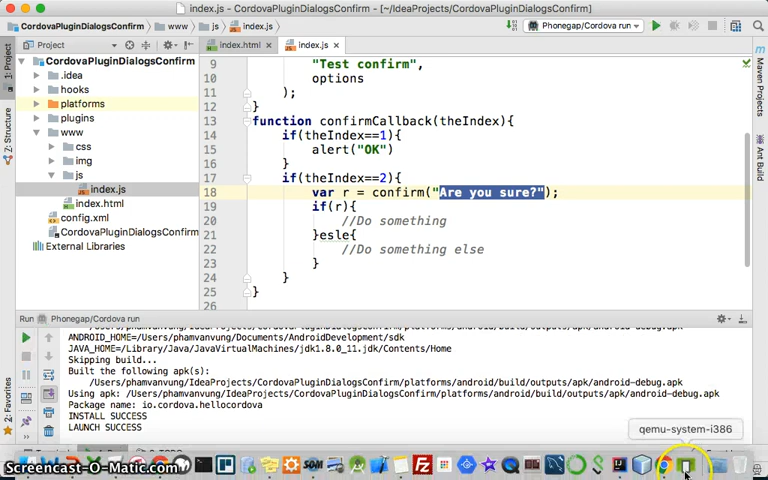 index.js - CordovaPluginDialogsConfirm - [~/IdeaProjects/CordovaPluginDialogsConfirm]
CordovaPluginDialogsConfirm www js index.js Phonegap/Cordova run
1: Project
Project
index.html index.js
CordovaPluginDialogsConfirm
.idea
hooks
platforms
plugins
www
css
img
js
index.js
index.html
config.xml
CordovaPluginDialogsConfirm
External Libraries
7: Structure
2: Favorites
Maven Projects
Ant Build
9 "Test confirm",
10 options
11 );
12 }
13 function confirmCallback(theIndex){
14 if(theIndex==1){
15 alert("OK")
16 }
17 if(theIndex==2){
18 var r = confirm("Are you sure?");
19 if(r){
20 //Do something
21 }esle{
22 //Do something else
23 }
24 }
25 }
26
Run Phonegap/Cordova run
ANDROID_HOME=/Users/phamvanvung/Documents/AndroidDevelopment/sdk
JAVA_HOME=/Library/Java/JavaVirtualMachines/jdk1.8.0_11.jdk/Contents/Home
Skipping build...
Built the following apk(s):
/Users/phamvanvung/IdeaProjects/CordovaPluginDialogsConfirm/platforms/android/build/outputs/apk/android-debug.apk
Using apk: /Users/phamvanvung/IdeaProjects/CordovaPluginDialogsConfirm/platforms/android/build/outputs/apk/android-debug.apk
Package name: io.cordova.hellocordova
INSTALL SUCCESS
LAUNCH SUCCESS
qemu-system-i386
Screencast-O-Matic.com